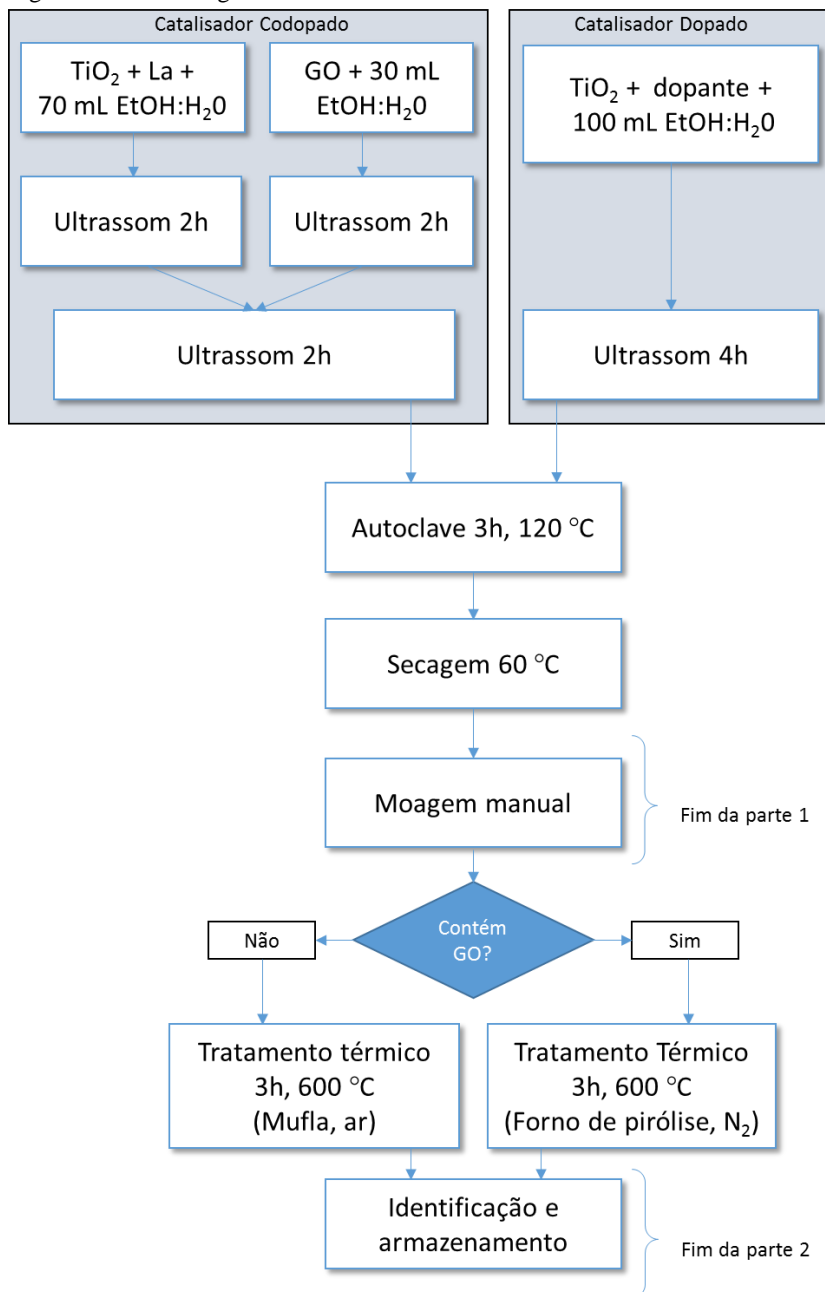 Catalisador Codopado
Catalisador Dopado
TiO₂ + La +
70 mL EtOH:H₂0
GO + 30 mL
EtOH:H₂0
TiO₂ + dopante +
100 mL EtOH:H₂0
Ultrassom 2h
Ultrassom 2h
Ultrassom 2h
Ultrassom 4h
Autoclave 3h, 120 °C
Secagem 60 °C
Moagem manual
Fim da parte 1
Contém
GO?
Não
Sim
Tratamento térmico
3h, 600 °C
(Mufla, ar)
Tratamento Térmico
3h, 600 °C
(Forno de pirólise, N₂)
Identificação e
armazenamento
Fim da parte 2